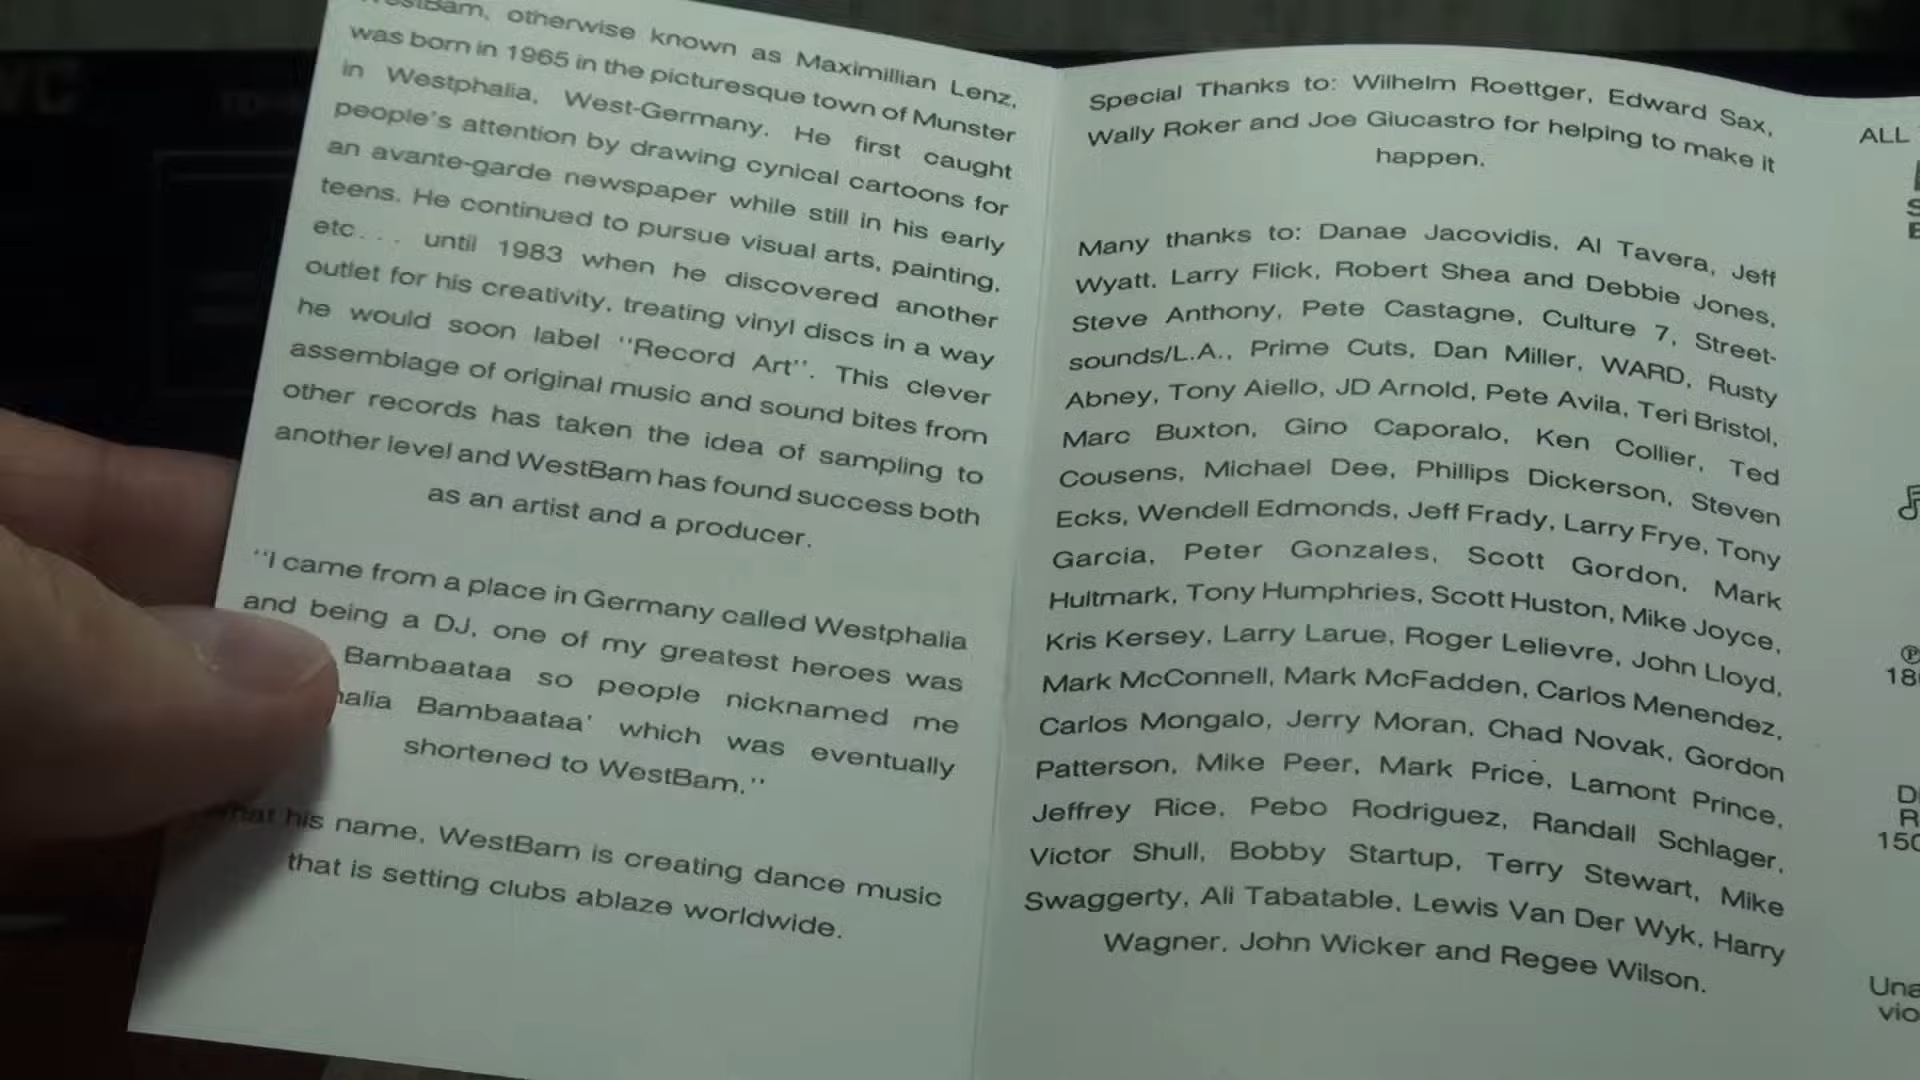 WestBam, otherwise known as Maximillian Lenz,
was born in 1965 in the picturesque town of Munster
in Westphalia, West-Germany. He first caught
people's attention by drawing cynical cartoons for
an avante-garde newspaper while still in his early
teens. He continued to pursue visual arts, painting,
etc... until 1983 when he discovered another
outlet for his creativity, treating vinyl discs in a way
he would soon label "Record Art". This clever
assemblage of original music and sound bites from
other records has taken the idea of sampling to
another level and WestBam has found success both
as an artist and a producer.
"I came from a place in Germany called Westphalia
and being a DJ, one of my greatest heroes was
Bambaataa so people nicknamed me
halia Bambaataa' which was eventually
shortened to WestBam."
what his name, WestBam is creating dance music
that is setting clubs ablaze worldwide.
Special Thanks to: Wilhelm Roettger, Edward Sax,
Wally Roker and Joe Giucastro for helping to make it
happen.
Many thanks to: Danae Jacovidis, Al Tavera, Jeff
Wyatt, Larry Flick, Robert Shea and Debbie Jones,
Steve Anthony, Pete Castagne, Culture 7, Street-
sounds/L.A., Prime Cuts, Dan Miller, WARD, Rusty
Abney, Tony Aiello, JD Arnold, Pete Avila, Teri Bristol,
Marc Buxton, Gino Caporalo, Ken Collier, Ted
Cousens, Michael Dee, Phillips Dickerson, Steven
Ecks, Wendell Edmonds, Jeff Frady, Larry Frye, Tony
Garcia, Peter Gonzales, Scott Gordon, Mark
Hultmark, Tony Humphries, Scott Huston, Mike Joyce,
Kris Kersey, Larry Larue, Roger Lelievre, John Lloyd,
Mark McConnell, Mark McFadden, Carlos Menendez,
Carlos Mongalo, Jerry Moran, Chad Novak, Gordon
Patterson, Mike Peer, Mark Price, Lamont Prince,
Jeffrey Rice, Pebo Rodriguez, Randall Schlager,
Victor Shull, Bobby Startup, Terry Stewart, Mike
Swaggerty, Ali Tabatable, Lewis Van Der Wyk, Harry
Wagner, John Wicker and Regee Wilson.
ALL
℗
180
150
Una
vio